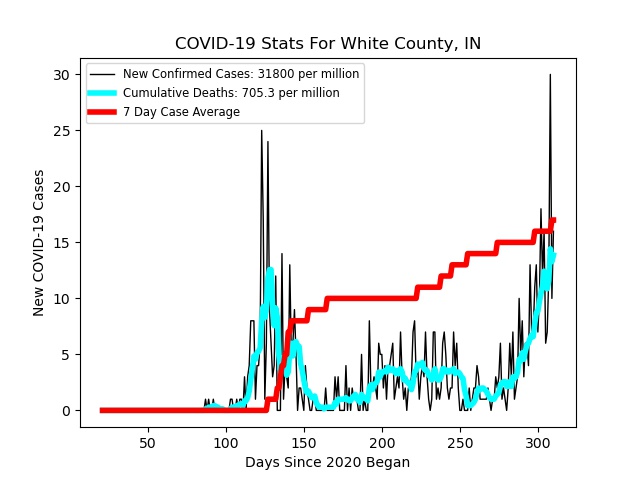 COVID-19 Stats For White County, IN
New Confirmed Cases: 31800 per million
Cumulative Deaths: 705.3 per million
7 Day Case Average
30
25
20
15
10
5
0
New COVID-19 Cases
50 100 150 200 250 300
Days Since 2020 Began